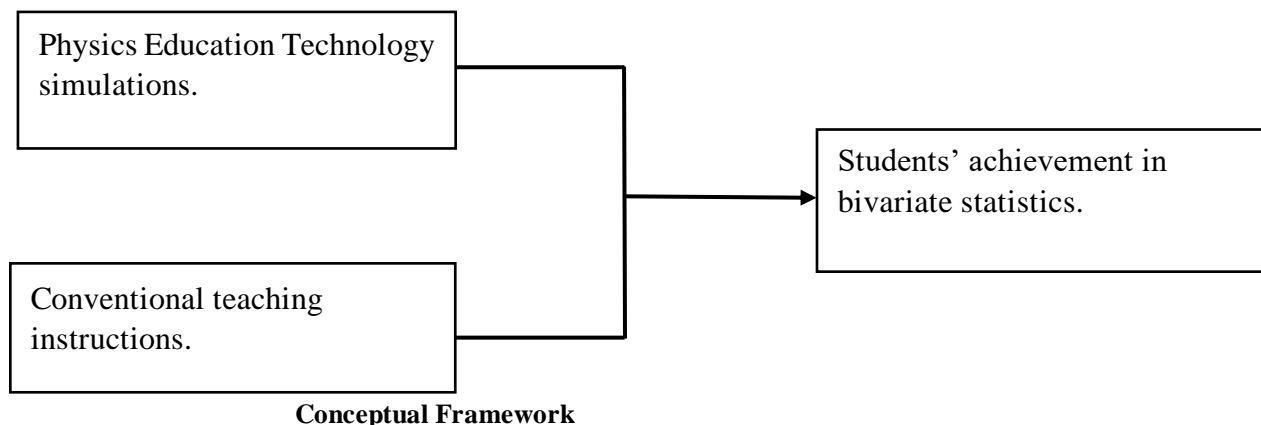 Physics Education Technology
simulations.
Students’ achievement in
bivariate statistics.
Conventional teaching
instructions.
Conceptual Framework